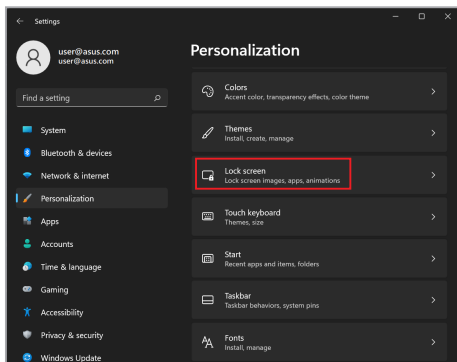 Settings
user@asus.com
user@asus.com
Find a setting
System
Bluetooth & devices
Network & internet
Personalization
Apps
Accounts
Time & language
Gaming
Accessibility
Privacy & security
Windows Update
Personalization
Colors
Accent color, transparency effects, color theme
Themes
Install, create, manage
Lock screen
Lock screen images, apps, animations
Touch keyboard
Themes, size
Start
Recent apps and items, folders
Taskbar
Taskbar behaviors, system pins
Fonts
Install, manage